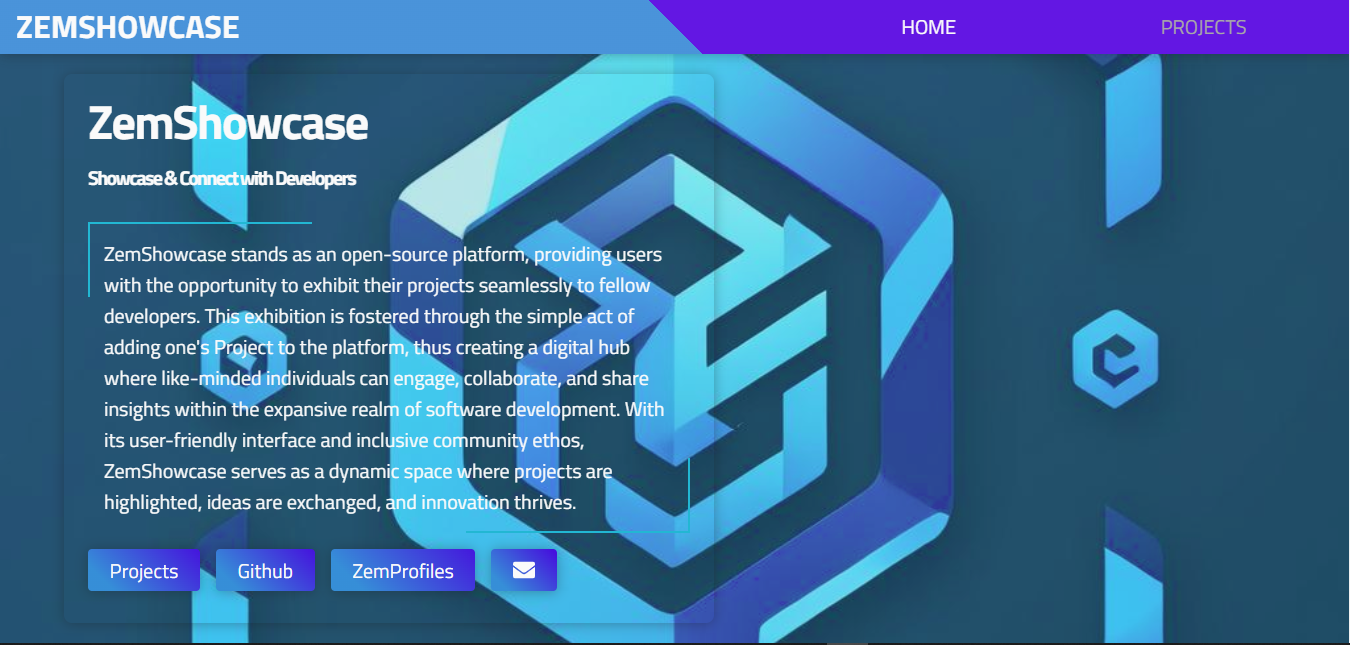 ZEMSHOWCASE
HOME
PROJECTS
ZemShowcase
Showcase & Connect with Developers
ZemShowcase stands as an open-source platform, providing users
with the opportunity to exhibit their projects seamlessly to fellow
developers. This exhibition is fostered through the simple act of
adding one's Project to the platform, thus creating a digital hub
where like-minded individuals can engage, collaborate, and share
insights within the expansive realm of software development. With
its user-friendly interface and inclusive community ethos,
ZemShowcase serves as a dynamic space where projects are
highlighted, ideas are exchanged, and innovation thrives.
Projects
Github
ZemProfiles